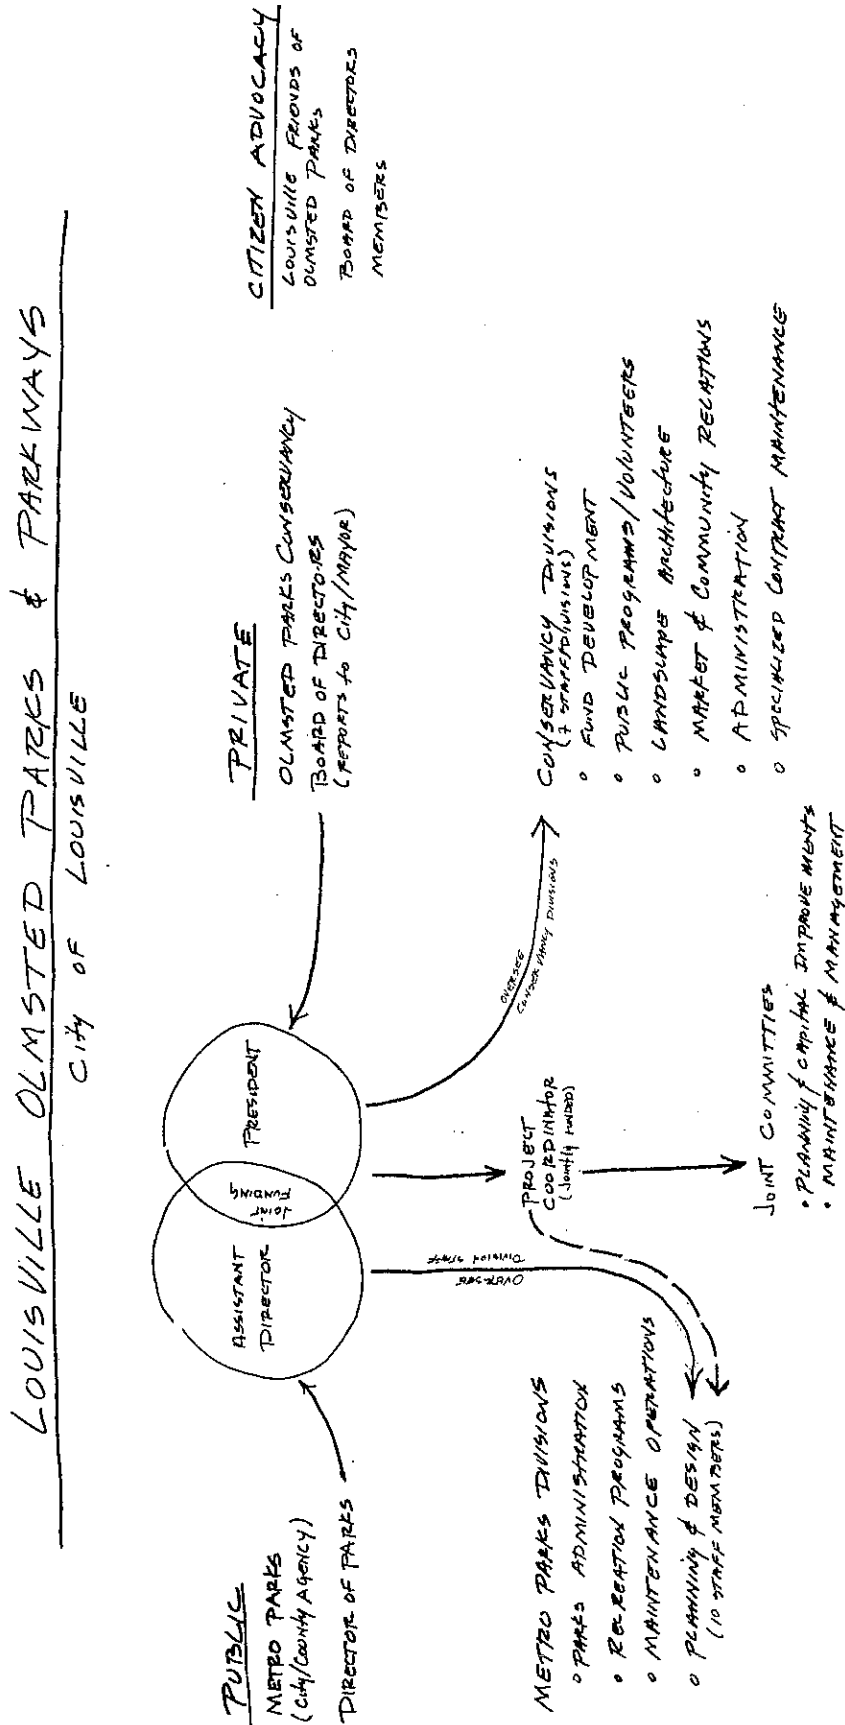 LOUISVILLE OLMSTED PARKS & PARKWAYS
City OF LOUISVILLE
PUBLIC
METRO PARKS
(City/County AGENCY)
DIRECTOR OF PARKS
ASSISTANT
DIRECTOR
JOINT
FUNDING
PRESIDENT
PRIVATE
OLMSTED PARKS CONSERVANCY
BOARD OF DIRECTORS
(REPORTS to City/MAYOR)
CITIZEN ADVOCACY
LOUISVILLE FRIENDS OF
OLMSTED PARKS
BOARD OF DIRECTORS
MEMBERS
OVERSEE
DIVISION STAFF
PROJECT
COORDINATOR
(Jointly FUNDED)
OVERSEE
CONSERVANCY DIVISIONS
METRO PARKS DIVISIONS
• PARKS ADMINISTRATION
• RECREATION PROGRAMS
• MAINTENANCE OPERATIONS
○ PLANNING & DESIGN
(10 STAFF MEMBERS)
JOINT COMMITTIES
• PLANNING & CAPITAL IMPROVEMENTS
• MAINTENANCE & MANAGEMENT
CONSERVANCY DIVISIONS
(7 STAFF/DIVISIONS)
• FUND DEVELOPMENT
• PUBLIC PROGRAMS/VOLUNTEERS
○ LANDSCAPE ARCHITECTURE
• MARKET & COMMUNITY RELATIONS
• ADMINISTRATION
○ SPECIALIZED CONTRACT MAINTENANCE